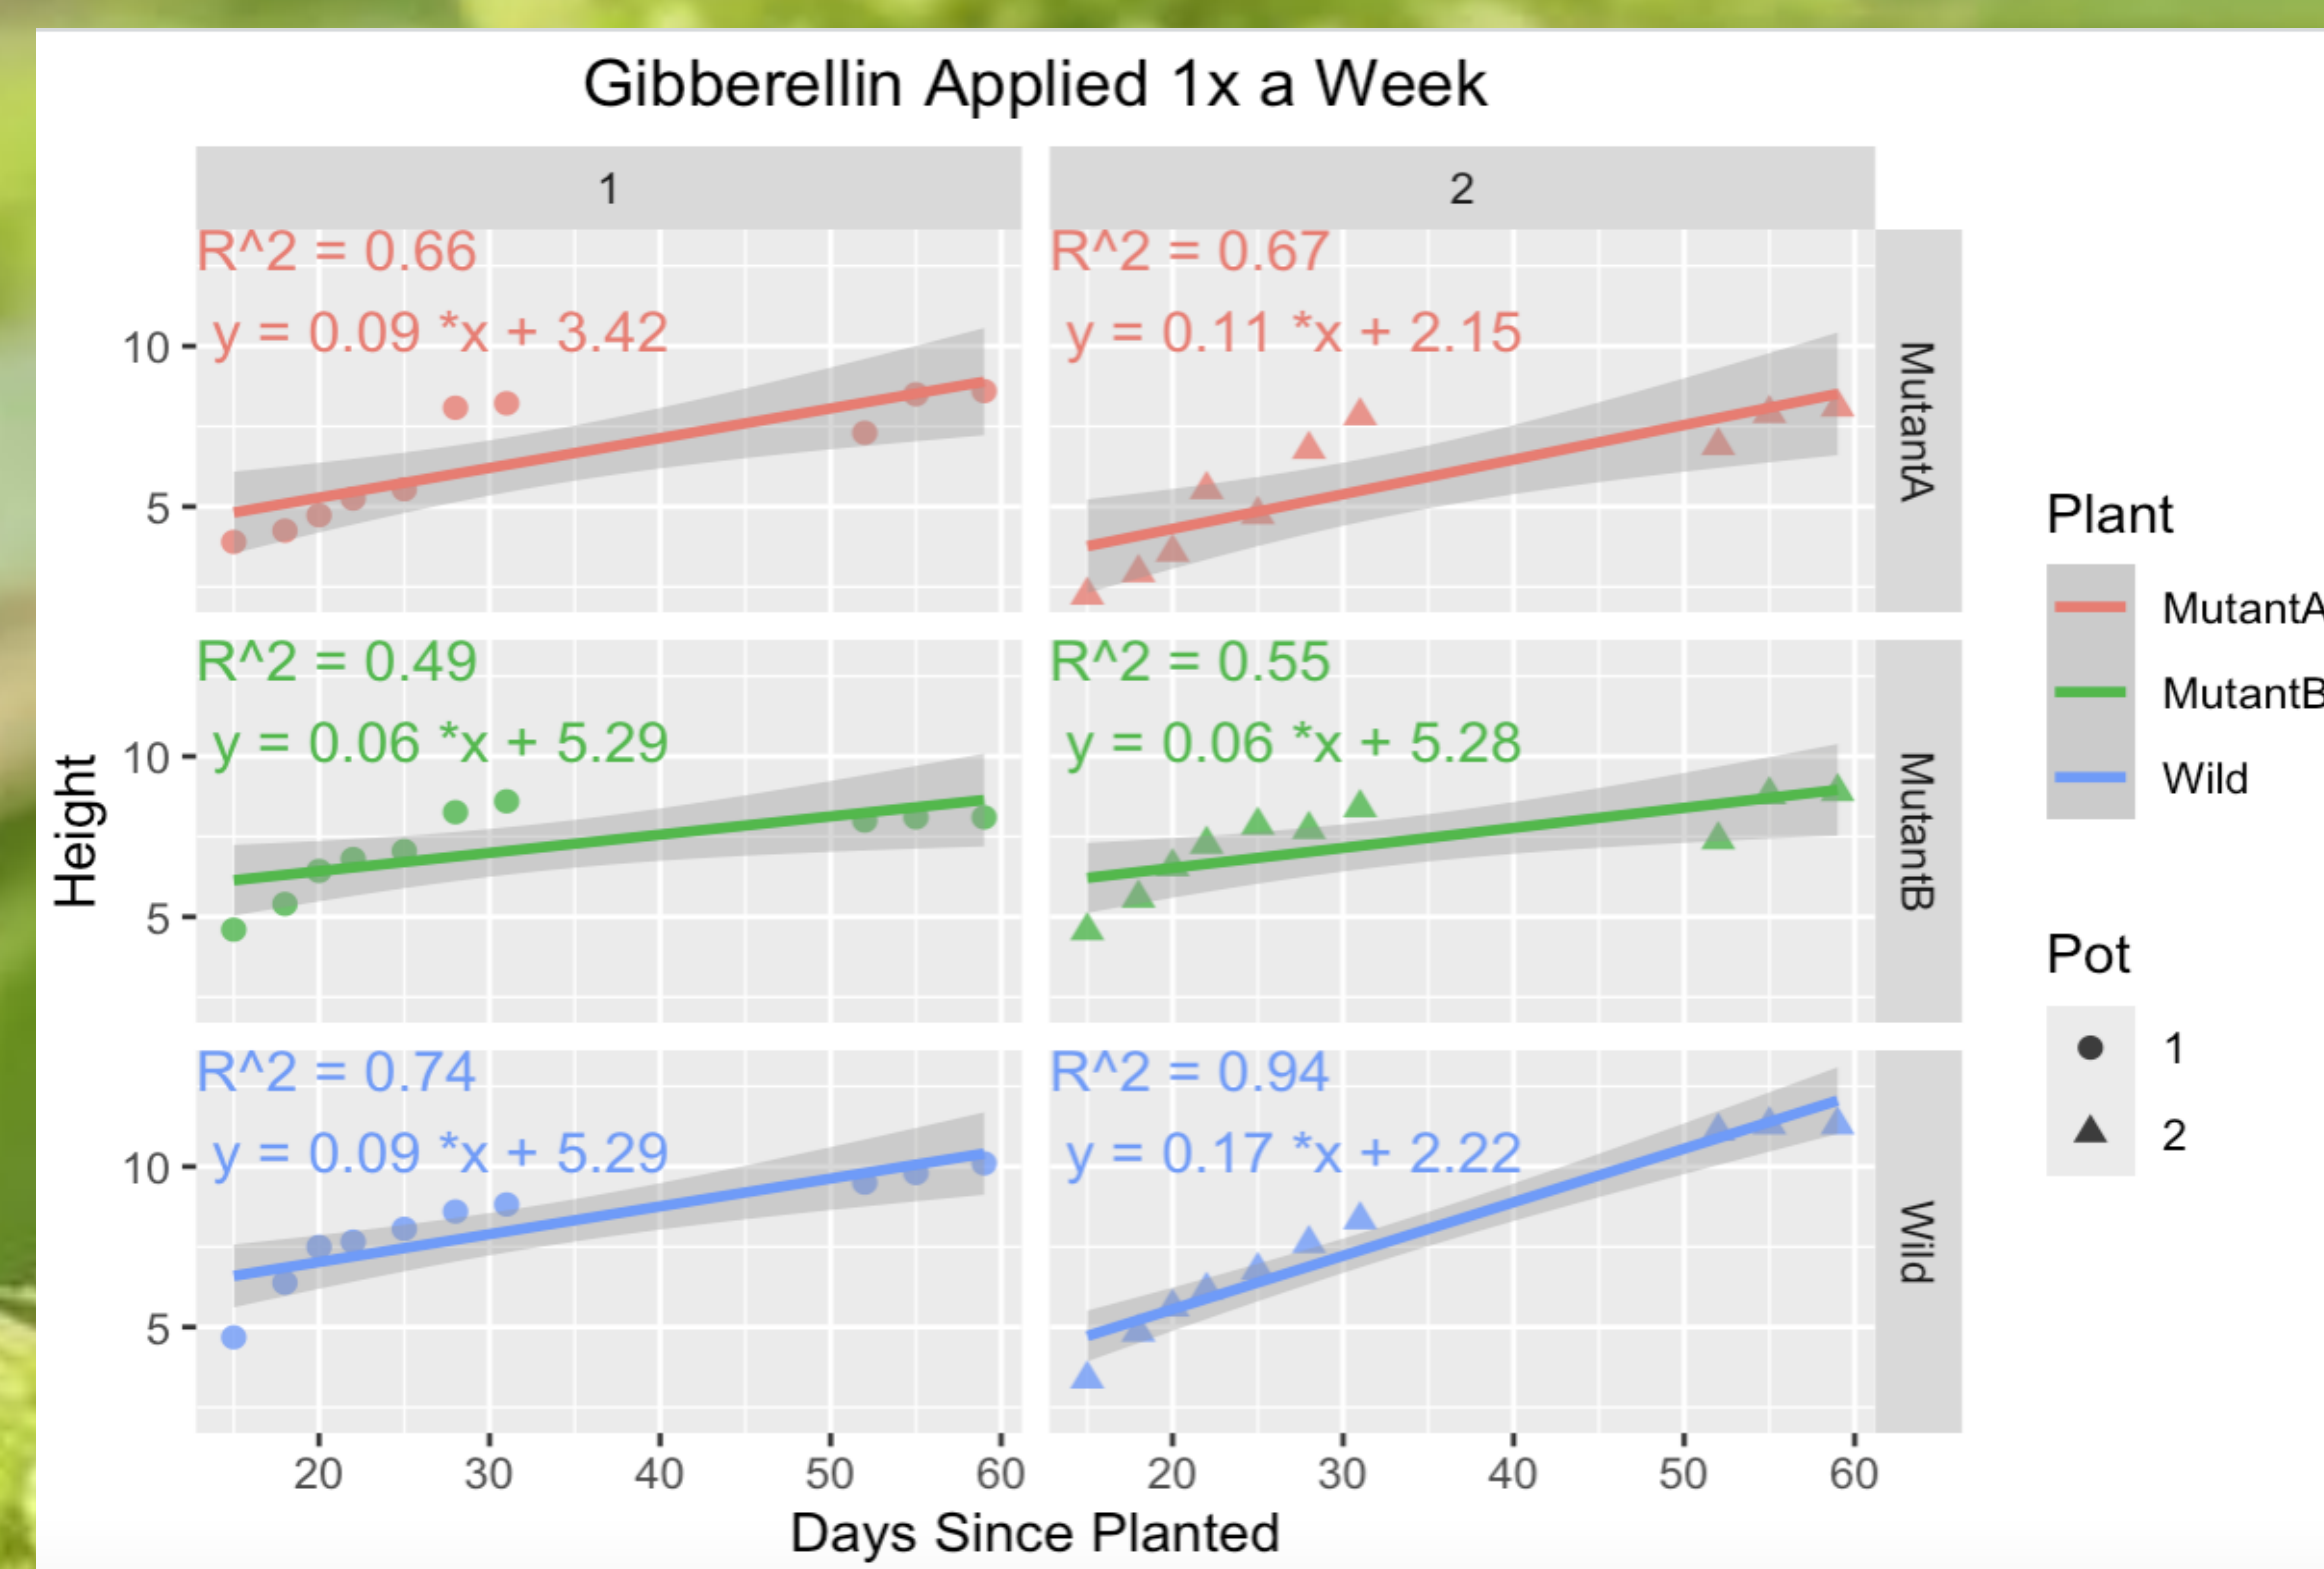 Gibberellin Applied 1x a Week
1
2
R^2 = 0.66
y = 0.09 *x + 3.42
R^2 = 0.67
y = 0.11 *x + 2.15
MutantA
10
5
R^2 = 0.49
y = 0.06 *x + 5.29
R^2 = 0.55
y = 0.06 *x + 5.28
MutantB
10
5
R^2 = 0.74
y = 0.09 *x + 5.29
R^2 = 0.94
y = 0.17 *x + 2.22
Wild
10
5
Height
20 30 40 50 60
20 30 40 50 60
Days Since Planted
Plant
MutantA
MutantB
Wild
Pot
1
2